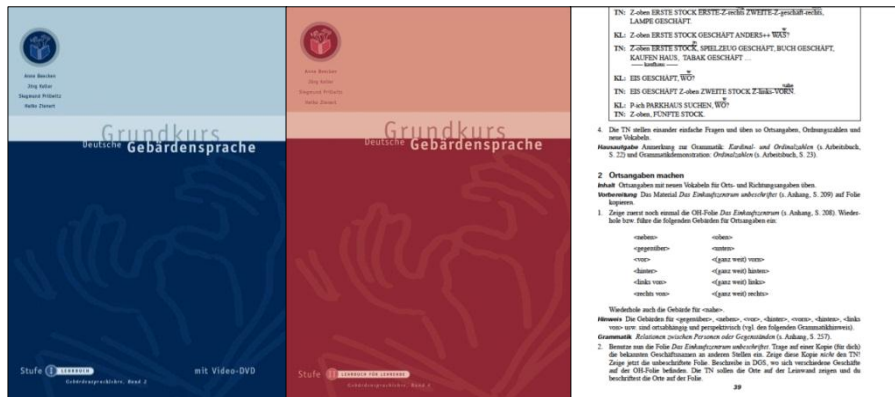 Anne Beecken
Jörg Keller
Siegmund Prillwitz
Heiko Zienert
Grundkurs
Deutsche Gebärdensprache
Stufe I LEHRBUCH
mit Video-DVD
Gebärdensprachlehre, Band 2
Anne Beecken
Jörg Keller
Siegmund Prillwitz
Heiko Zienert
Grundkurs
Deutsche Gebärdensprache
Stufe II LEHRBUCH FÜR LEHRENDE
Gebärdensprachlehre, Band
TN: Z-oben ERSTE STOCK ERSTE-Z-rechts ZWEITE-Z-geschäft-rechts,
LAMPE GESCHÄFT.
KL: Z-oben ERSTE STOCK GESCHÄFT ANDERS++ WAS?
TN: Z-oben ERSTE STOCK, SPIELZEUG GESCHÄFT, BUCH GESCHÄFT,
KAUFEN HAUS, TABAK GESCHÄFT …
kaufhaus
KL: EIS GESCHÄFT, WO?
nahe
TN: EIS GESCHÄFT Z-oben ZWEITE STOCK Z-links-VORN.
KL: P-ich PARKHAUS SUCHEN, WO?
TN: Z-oben, FÜNFTE STOCK.
4. Die TN stellen einander einfache Fragen und üben so Ortsangaben, Ordnungszahlen und
neue Vokabeln.
Hausaufgabe Anmerkung zur Grammatik: Kardinal- und Ordinalzahlen (s. Arbeitsbuch,
S. 22) und Grammatikdemonstration: Ordinalzahlen (s. Arbeitsbuch, S. 23).
2 Ortsangaben machen
Inhalt Ortsangaben mit neuen Vokabeln für Orts- und Richtungsangaben üben.
Vorbereitung Das Material Das Einkaufszentrum unbeschriftet (s. Anhang, S. 209) auf Folie
kopieren.
1. Zeige zuerst noch einmal die OH-Folie Das Einkaufszentrum (s. Anhang, S. 208). Wieder-
hole bzw. führe die folgenden Gebärden für Ortsangaben ein:
<neben> <oben>
<gegenüber> <unten>
<vor> <(ganz weit) vorn>
<hinter> <(ganz weit) hinten>
<links von> <(ganz weit) links>
<rechts von> <(ganz weit) rechts>
Wiederhole auch die Gebärde für <nahe>.
Hinweis Die Gebärden für <gegenüber>, <neben>, <vor>, <hinter>, <vorn>, <hinten>, <links
von> usw. sind ortsabhängig und perspektivisch (vgl. den folgenden Grammatikhinweis).
Grammatik Relationen zwischen Personen oder Gegenständen (s. Anhang, S. 257).
2. Benutze nun die Folie Das Einkaufszentrum unbeschriftet. Trage auf einer Kopie (für dich)
die bekannten Geschäftsnamen an anderen Stellen ein. Zeige diese Kopie nicht den TN!
Zeige jetzt die unbeschriftete Folie. Beschreibe in DGS, wo sich verschiedene Geschäfte
auf der OH-Folie befinden. Die TN sollen die Orte auf der Leinwand zeigen und du
beschriftest die Orte auf der Folie.
39